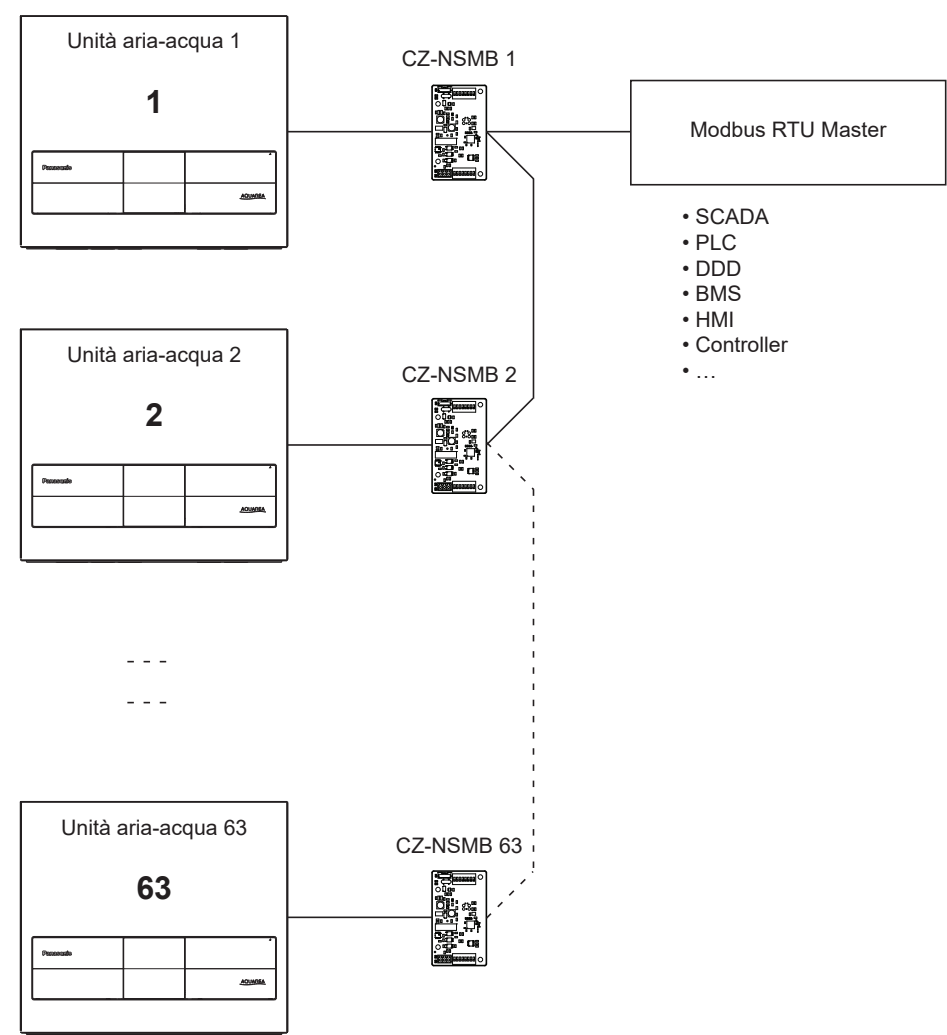 Unità aria-acqua 1
1
Panasonic
AQUAREA
CZ-NSMB 1
Modbus RTU Master
• SCADA
• PLC
• DDD
• BMS
• HMI
• Controller
• …
Unità aria-acqua 2
2
Panasonic
AQUAREA
CZ-NSMB 2
- - -
- - -
Unità aria-acqua 63
63
Panasonic
AQUAREA
CZ-NSMB 63